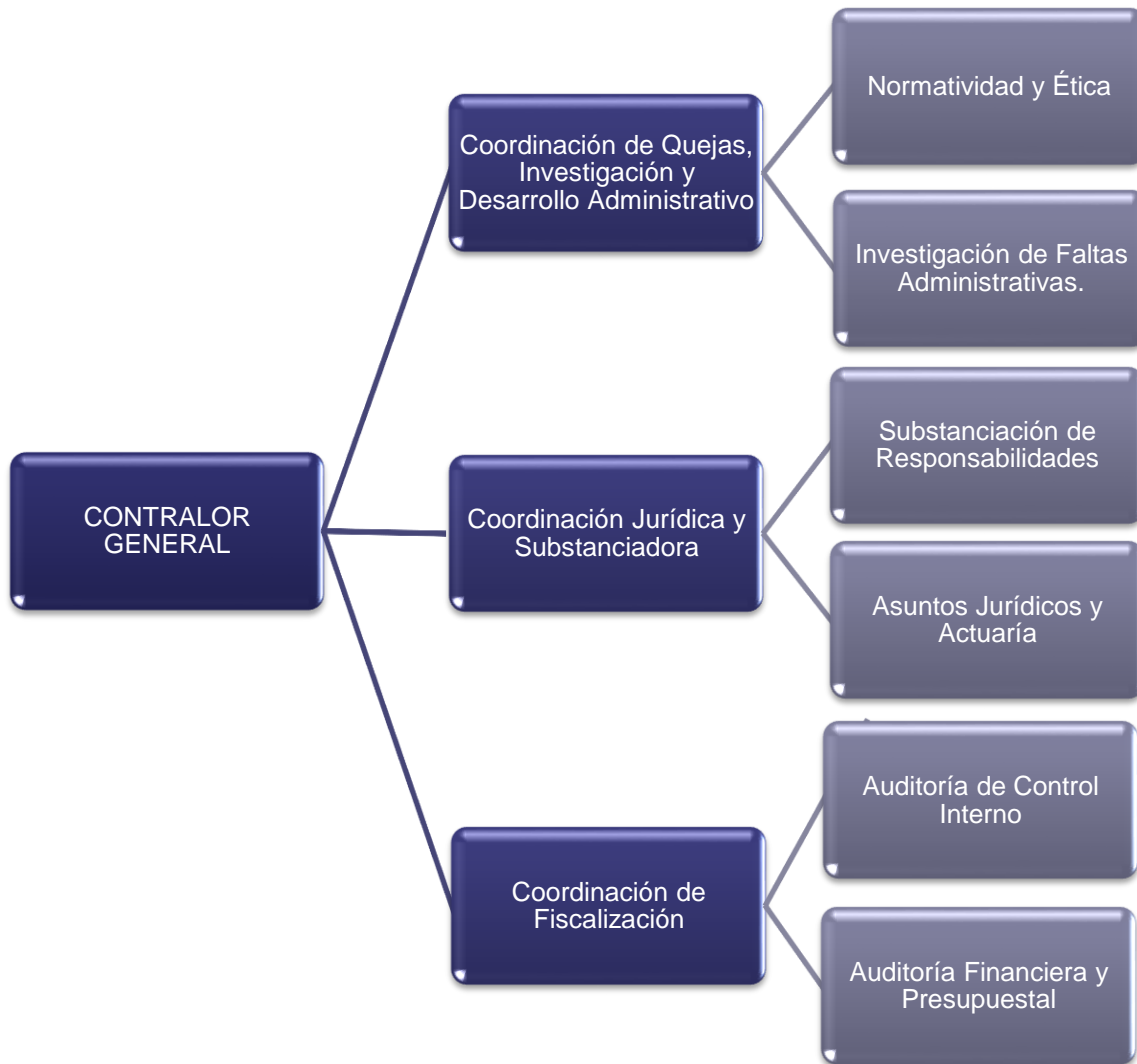 CONTRALOR
GENERAL
Coordinación de Quejas,
Investigación y
Desarrollo Administrativo
Normatividad y Ética
Investigación de Faltas
Administrativas.
Coordinación Jurídica y
Substanciadora
Substanciación de
Responsabilidades
Asuntos Jurídicos y
Actuaría
Coordinación de
Fiscalización
Auditoría de Control
Interno
Auditoría Financiera y
Presupuestal